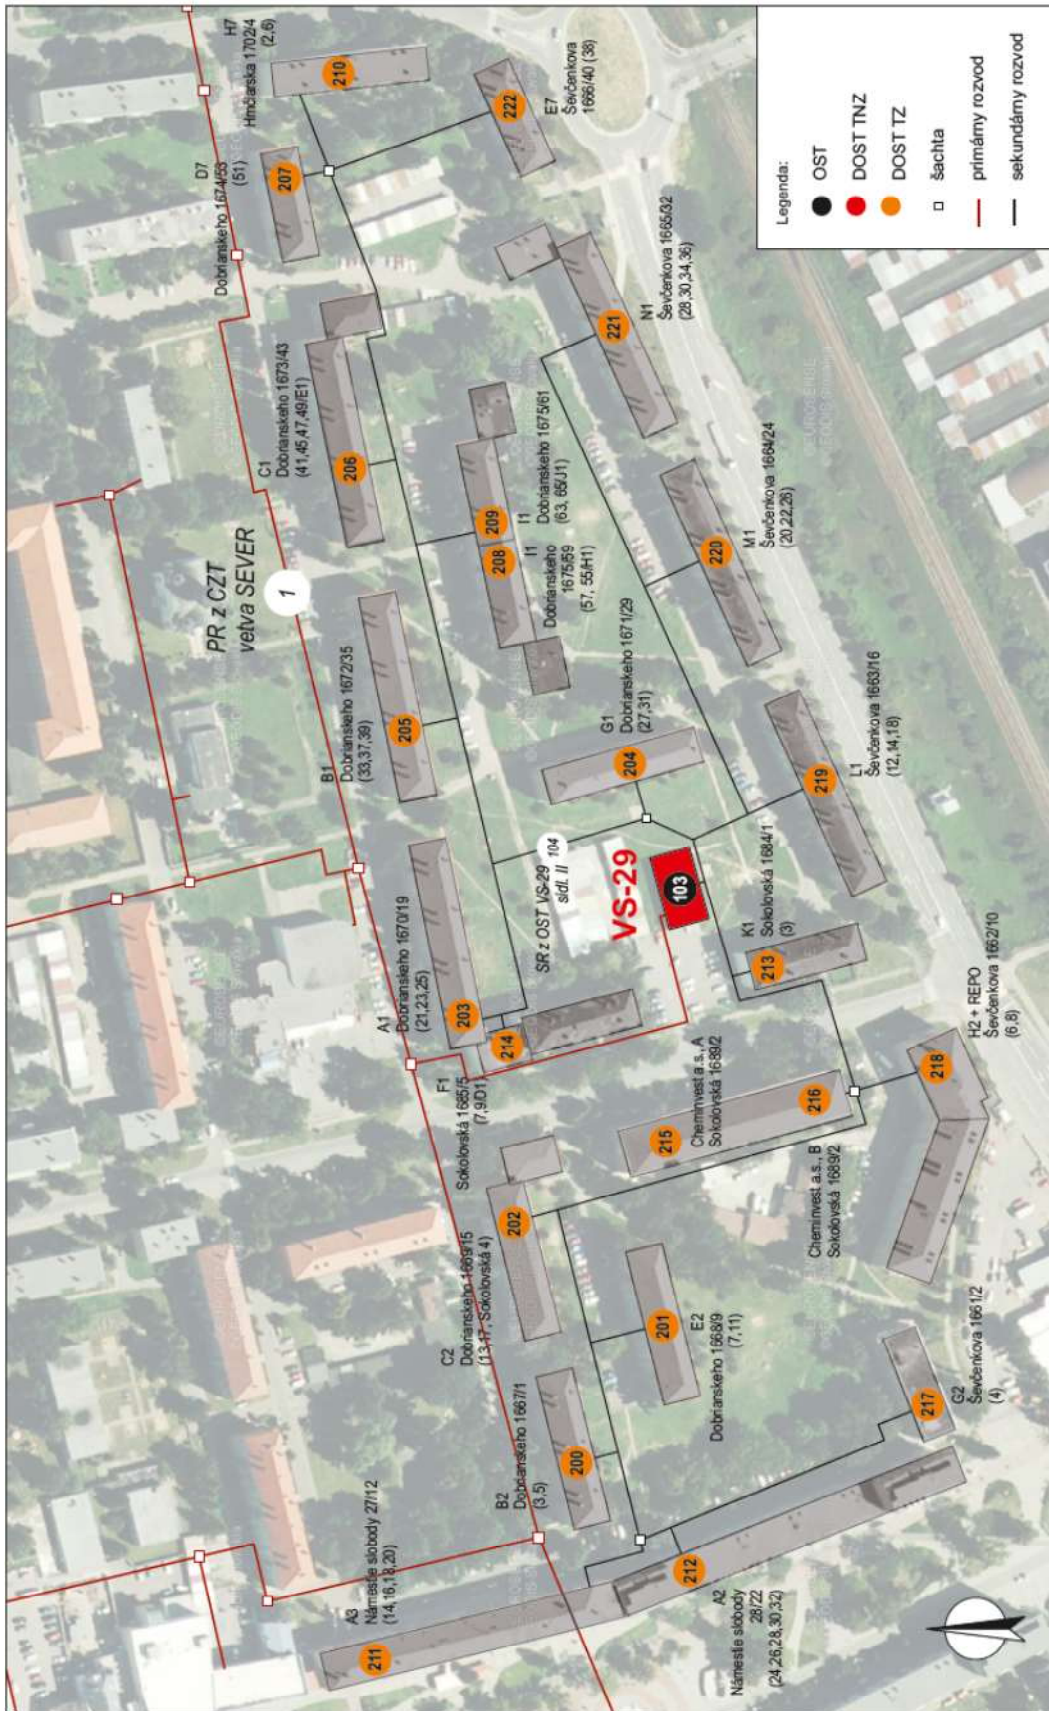 H7
Hrnčiarska 1702/4
(2,6)
D7
Dobrianskeho 1674/53
(51)
E7
Ševčenkova
1666/40 (38)
C1
Dobrianskeho 1673/43
(41,45,47,49/E1)
N1
Ševčenkova 1665/32
(28,30,34,36)
I1
Dobrianskeho 1675/61
(63, 65/J1)
I1
Dobrianskeho
1675/59
(57, 55/H1)
PR z CZT
vetva SEVER
1
M1
Ševčenkova 1664/24
(20,22,26)
B1
Dobrianskeho 1672/35
(33,37,39)
G1
Dobrianskeho 1671/29
(27,31)
L1
Ševčenkova 1663/16
(12,14,18)
SR z OST VS-29
sídl. II
104
VS-29
103
K1
Sokolovská 1684/1
(3)
A1
Dobrianskeho 1670/19
(21,23,25)
H2 + REPO
Ševčenkova 1662/10
(6,8)
F1
Sokolovská 1685/5
(7,9/D1)
Cheminvest a.s., A
Sokolovská 1689/2
Cheminvest a.s., B
Sokolovská 1689/2
C2
Dobrianskeho 1669/15
(13,17, Sokolovská 4)
E2
Dobrianskeho 1668/9
(7,11)
G2
Ševčenkova 1661/2
(4)
B2
Dobrianskeho 1667/1
(3,5)
A3
Námestie slobody 27/12
(14,16,18,20)
A2
Námestie slobody
28/22
(24,26,28,30,32)
210
222
207
221
206
209
208
220
205
204
219
203
214
213
218
216
215
202
201
217
200
212
211
Legenda:
OST
DOST TNZ
DOST TZ
šachta
primárny rozvod
sekundárny rozvod